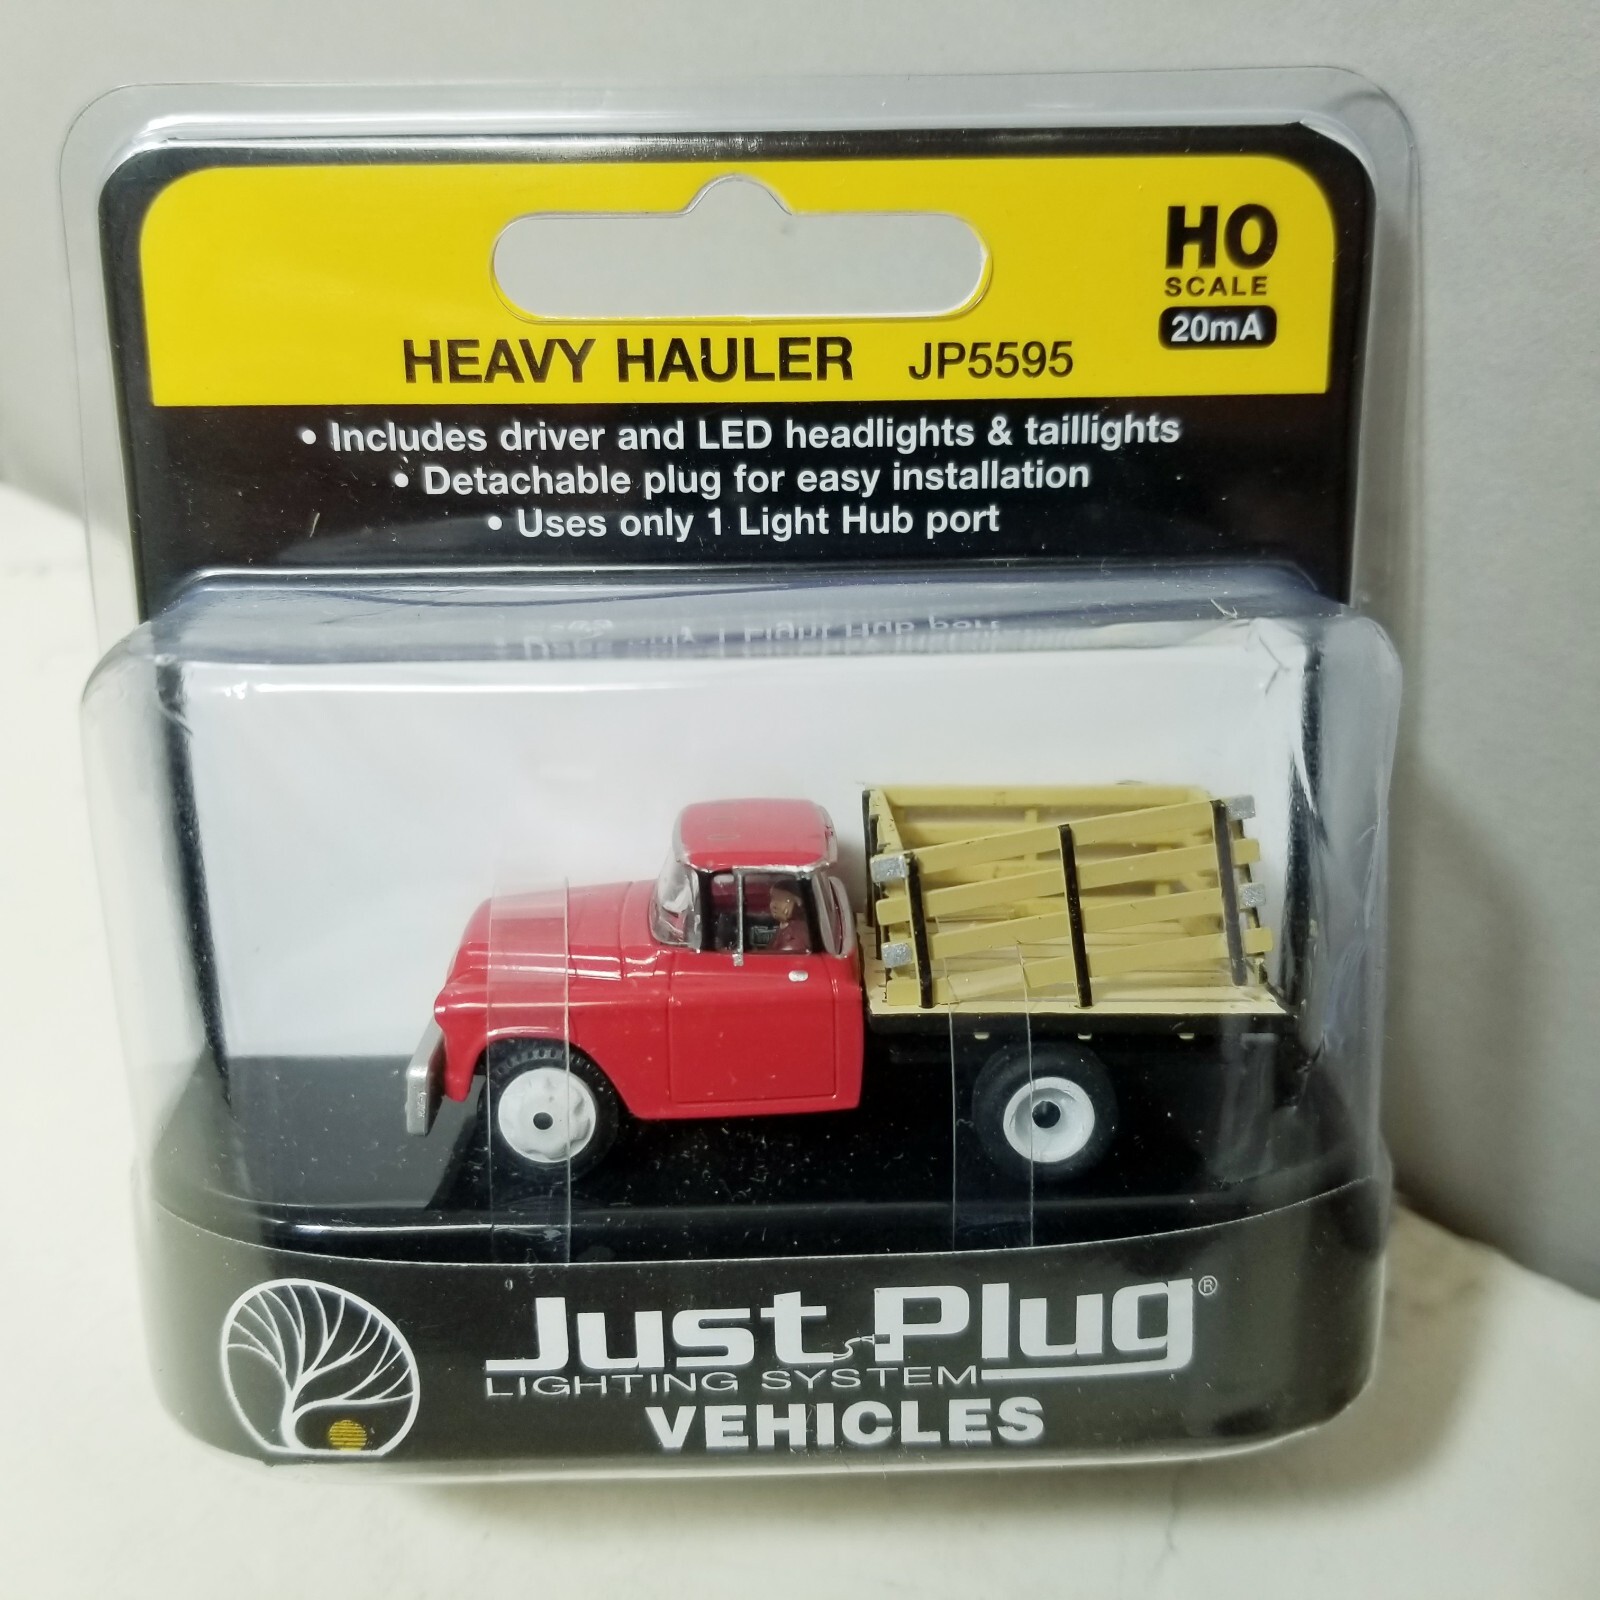 HO
SCALE
20mA
HEAVY HAULER JP5595
• Includes driver and LED headlights & taillights
• Detachable plug for easy installation
• Uses only 1 Light Hub port
Just Plug®
LIGHTING SYSTEM
VEHICLES